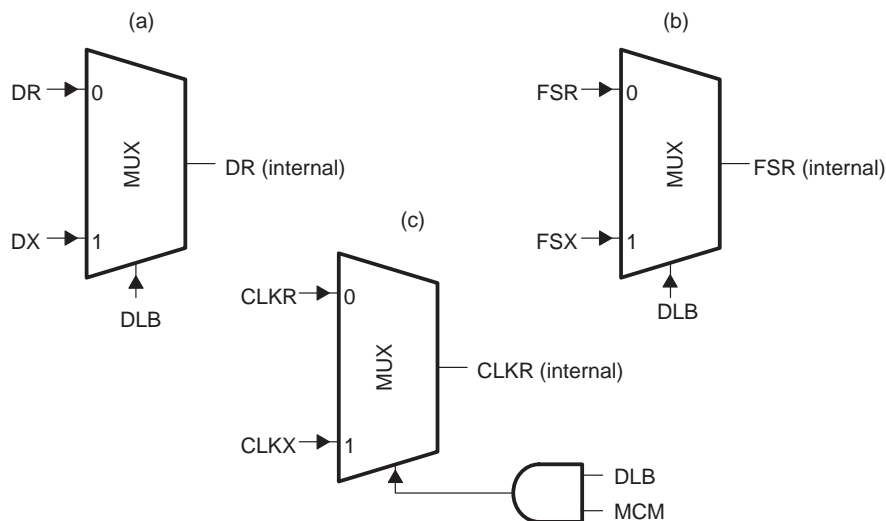 (a)
DR
0
MUX
DR (internal)
DX
1
DLB
(b)
FSR
0
MUX
FSR (internal)
FSX
1
DLB
(c)
CLKR
0
MUX
CLKR (internal)
CLKX
1
DLB
MCM